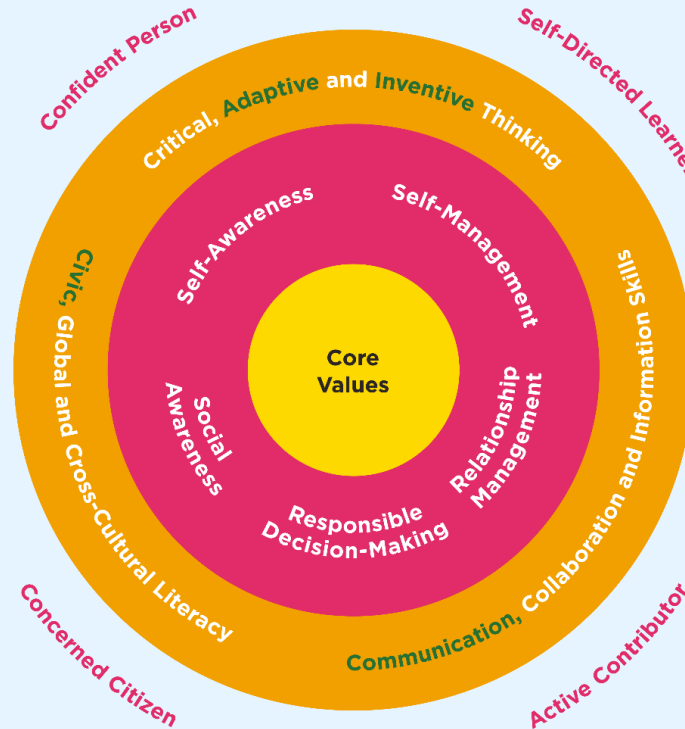 Confident Person
Self-Directed Learner
Critical, Adaptive and Inventive Thinking
Self-Awareness
Self-Management
Civic, Global and Cross-Cultural Literacy
Core
Values
Communication, Collaboration and Information Skills
Social
Awareness
Relationship
Management
Responsible
Decision-Making
Concerned Citizen
Active Contributor